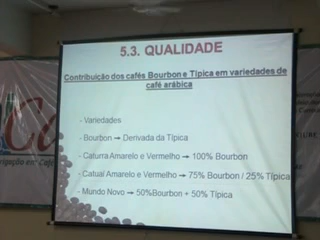 5.3. QUALIDADE
Contribuição dos cafés Bourbon e Típica em variedades de
café arábica
- Variedades
- Bourbon → Derivada da Típica
- Caturra Amarelo e Vermelho → 100% Bourbon
- Catuaí Amarelo e Vermelho → 75% Bourbon / 25% Típica
- Mundo Novo → 50%Bourbon + 50% Típica